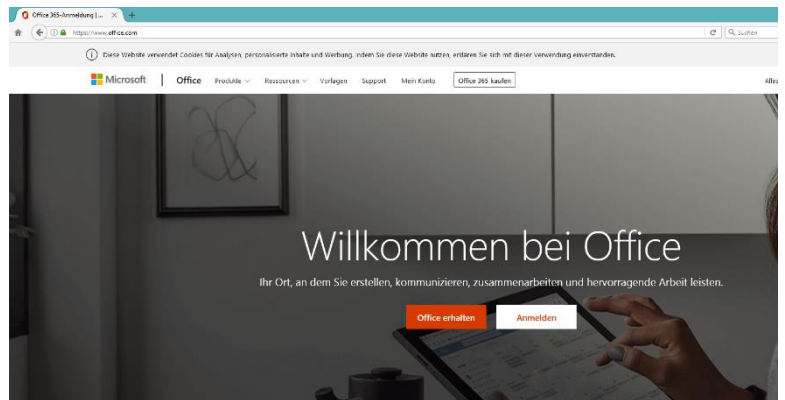 Office 365-Anmeldung | ...
https://www.office.com
Suchen
Diese Website verwendet Cookies für Analysen, personalisierte Inhalte und Werbung. Indem Sie diese Website nutzen, erklären Sie sich mit dieser Verwendung einverstanden.
Microsoft | Office Produkte Ressourcen Vorlagen Support Mein Konto Office 365 kaufen Alles
Willkommen bei Office
Ihr Ort, an dem Sie erstellen, kommunizieren, zusammenarbeiten und hervorragende Arbeit leisten.
Office erhalten Anmelden